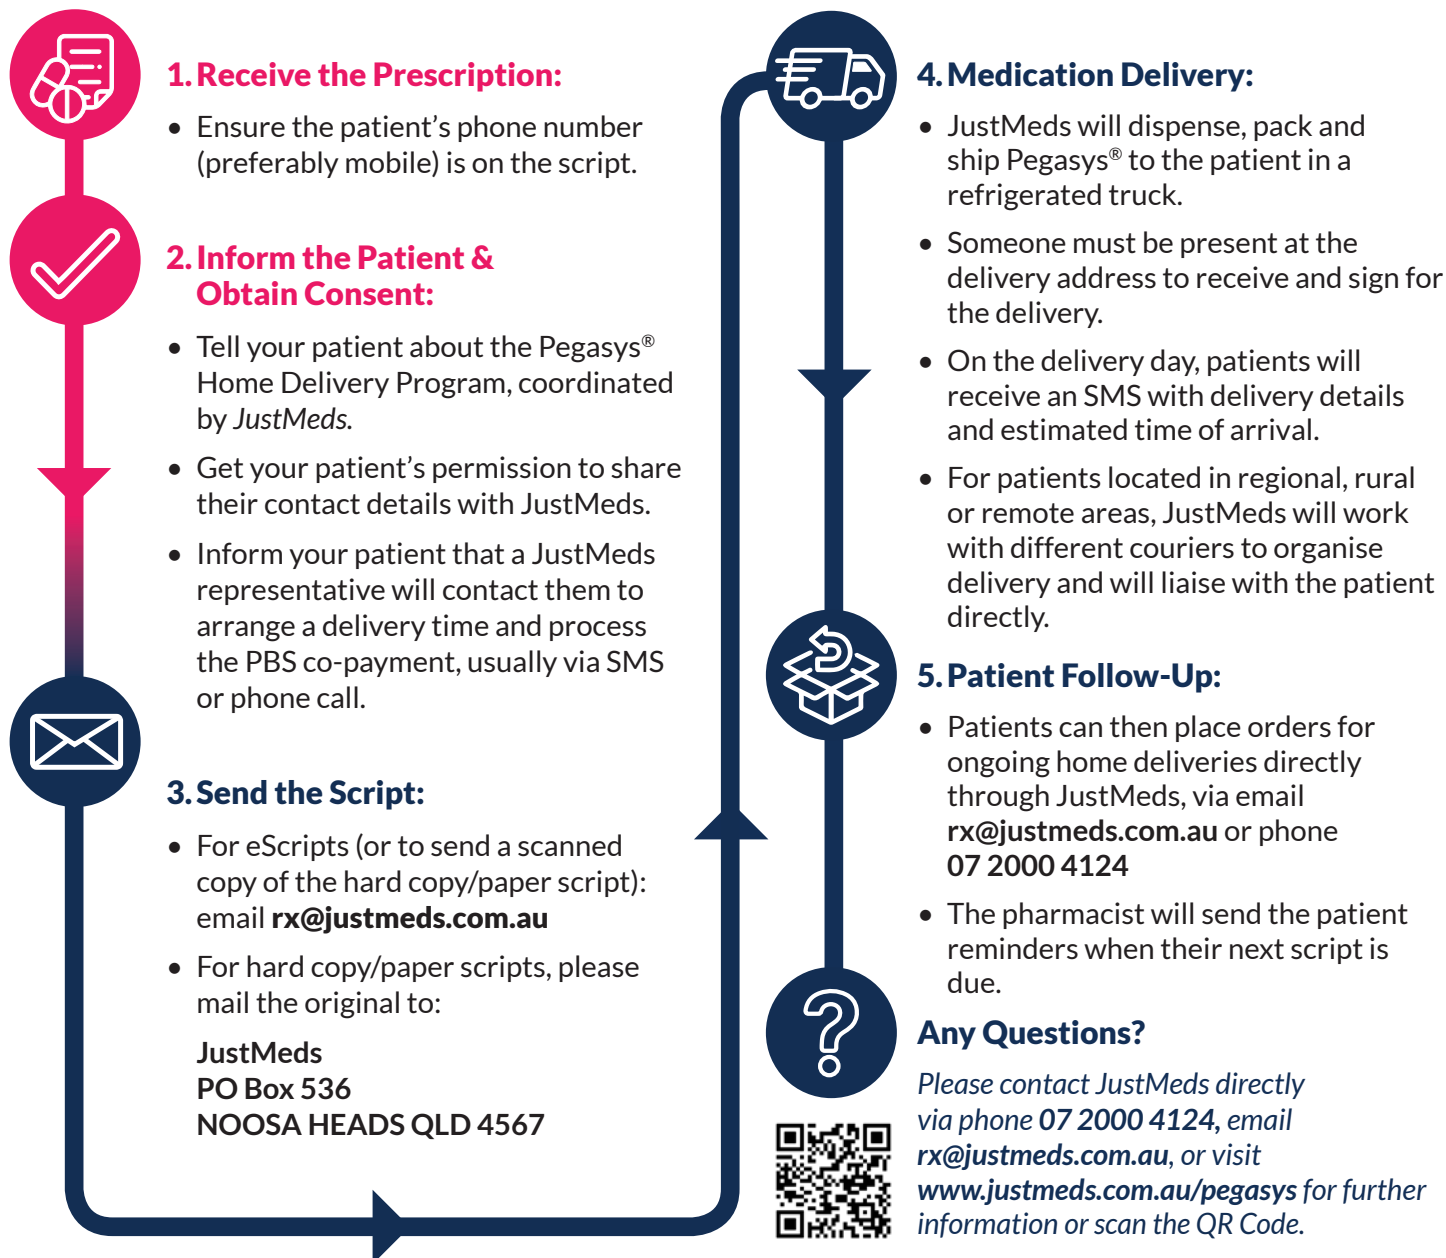 1. Receive the Prescription:
• Ensure the patient’s phone number
(preferably mobile) is on the script.
2. Inform the Patient &
Obtain Consent:
• Tell your patient about the Pegasys®
Home Delivery Program, coordinated
by JustMeds.
• Get your patient’s permission to share
their contact details with JustMeds.
• Inform your patient that a JustMeds
representative will contact them to
arrange a delivery time and process
the PBS co-payment, usually via SMS
or phone call.
3. Send the Script:
• For eScripts (or to send a scanned
copy of the hard copy/paper script):
email rx@justmeds.com.au
• For hard copy/paper scripts, please
mail the original to:
JustMeds
PO Box 536
NOOSA HEADS QLD 4567
4. Medication Delivery:
• JustMeds will dispense, pack and
ship Pegasys® to the patient in a
refrigerated truck.
• Someone must be present at the
delivery address to receive and sign for
the delivery.
• On the delivery day, patients will
receive an SMS with delivery details
and estimated time of arrival.
• For patients located in regional, rural
or remote areas, JustMeds will work
with different couriers to organise
delivery and will liaise with the patient
directly.
5. Patient Follow-Up:
• Patients can then place orders for
ongoing home deliveries directly
through JustMeds, via email
rx@justmeds.com.au or phone
07 2000 4124
• The pharmacist will send the patient
reminders when their next script is
due.
Any Questions?
Please contact JustMeds directly
via phone 07 2000 4124, email
rx@justmeds.com.au, or visit
www.justmeds.com.au/pegasys for further
information or scan the QR Code.